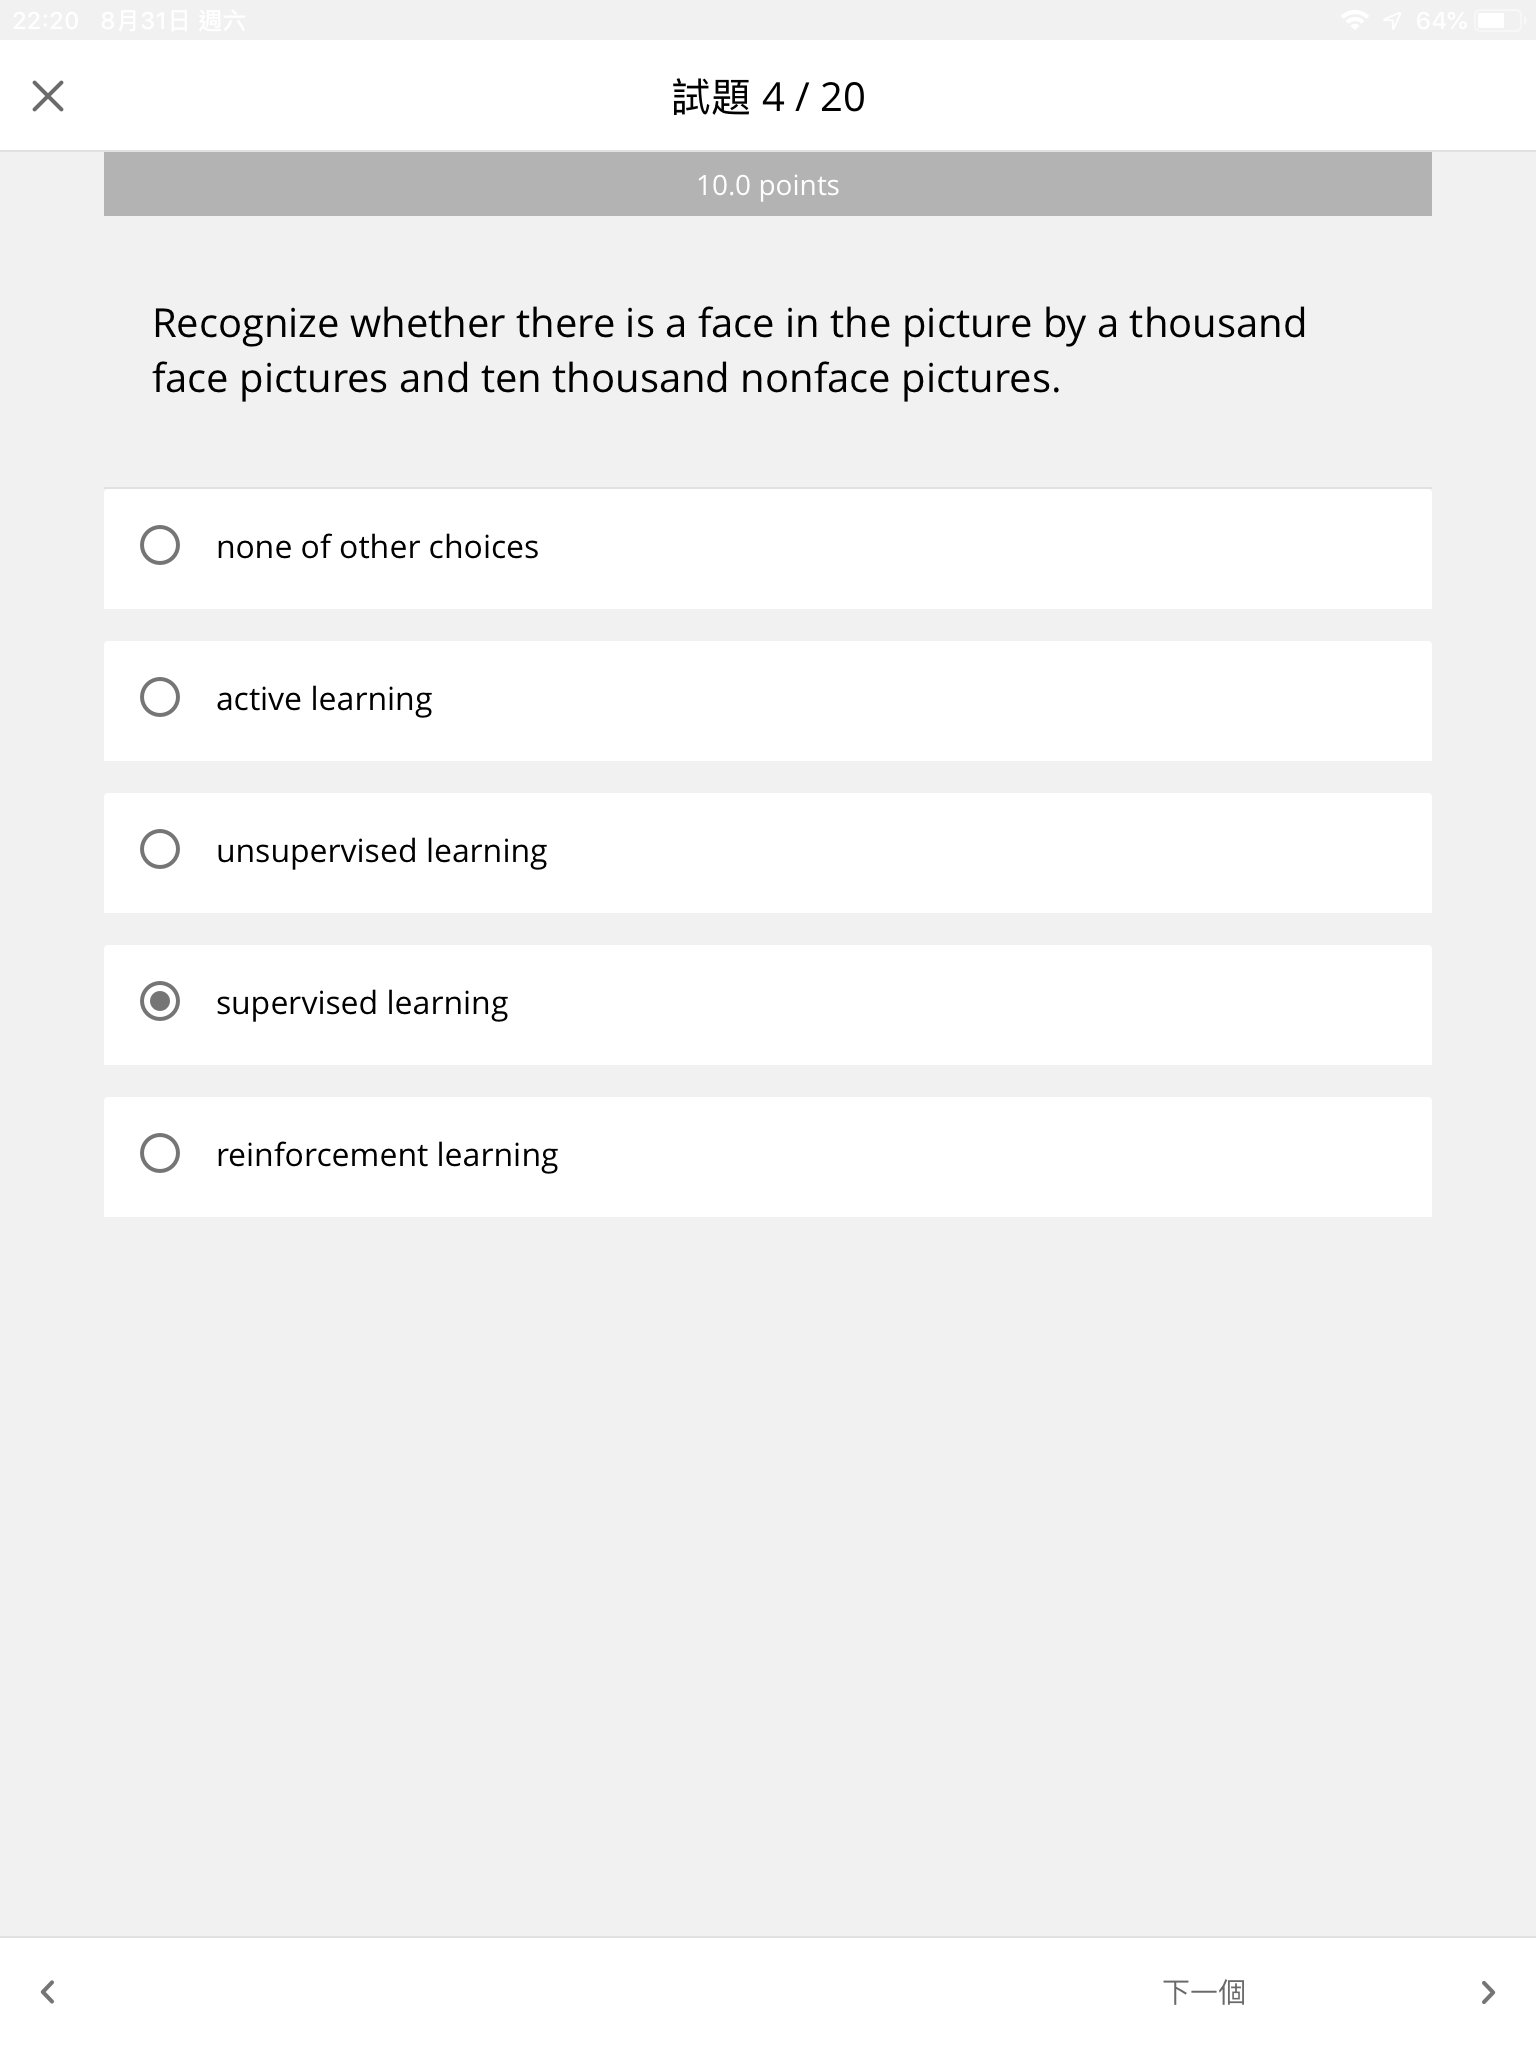 22:20 8月31日 週六
64%
試題 4 / 20
10.0 points
Recognize whether there is a face in the picture by a thousand
face pictures and ten thousand nonface pictures.
none of other choices
active learning
unsupervised learning
supervised learning
reinforcement learning
下一個